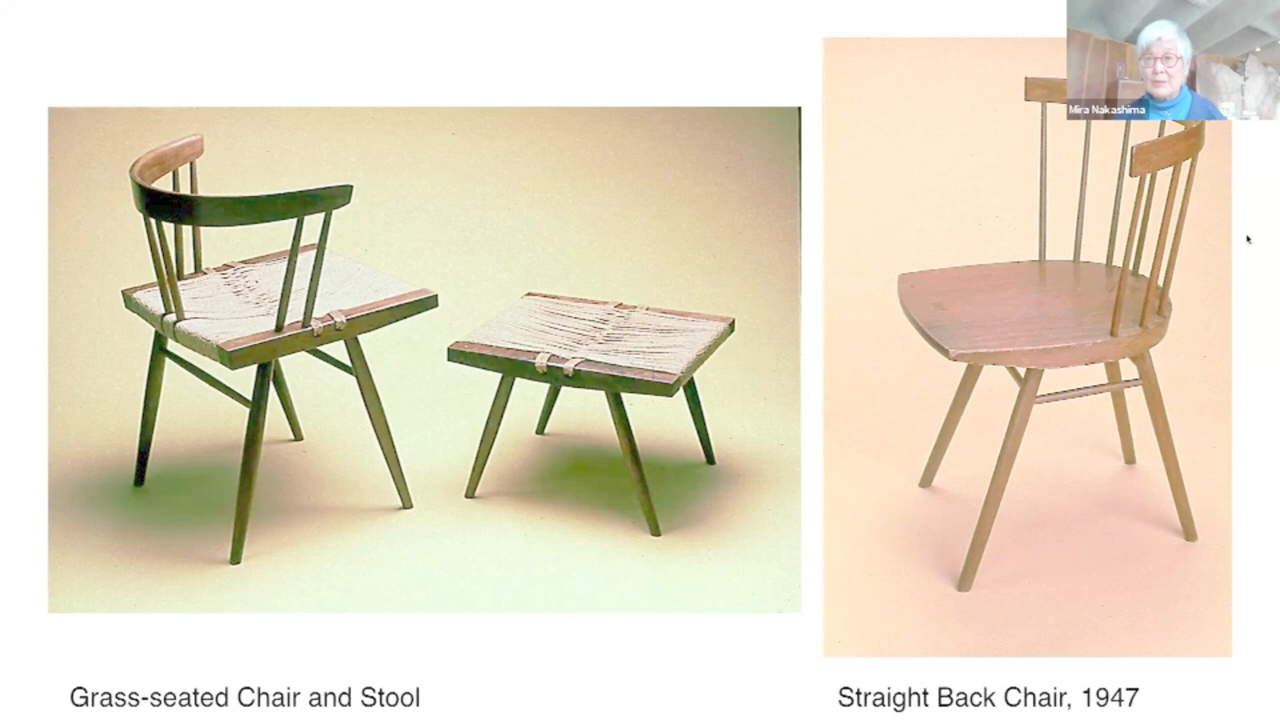 Mira Nakashima
Grass-seated Chair and Stool
Straight Back Chair, 1947